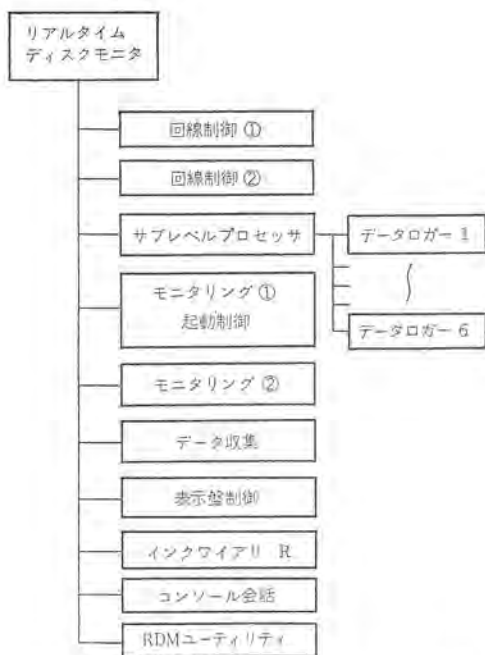 リアルタイム
ディスクモニタ
回線制御 ①
回線制御 ②
サブレベルプロセッサ
データロガー 1
モニタリング ①
起動制御
データロガー 6
モニタリング ②
データ収集
表示盤制御
インクワイアリ R
コンソール会話
RDMユーティリティ